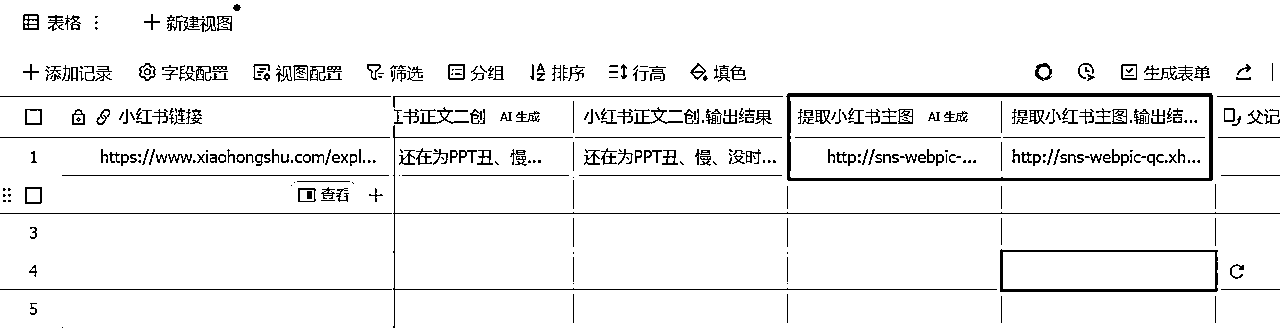 表格 新建视图
添加记录 字段配置 视图配置 筛选 分组 排序 行高 填色 生成表单
小红书链接 红书正文二创 AI 生成 小红书正文二创.输出结果 提取小红书主图 AI 生成 提取小红书主图.输出结... 父记
1 https://www.xiaohongshu.com/expl... 还在为PPT丑、慢... 还在为PPT丑、慢、没时... http://sns-webpic-... http://sns-webpic-qc.xh...
查看
3
4
5